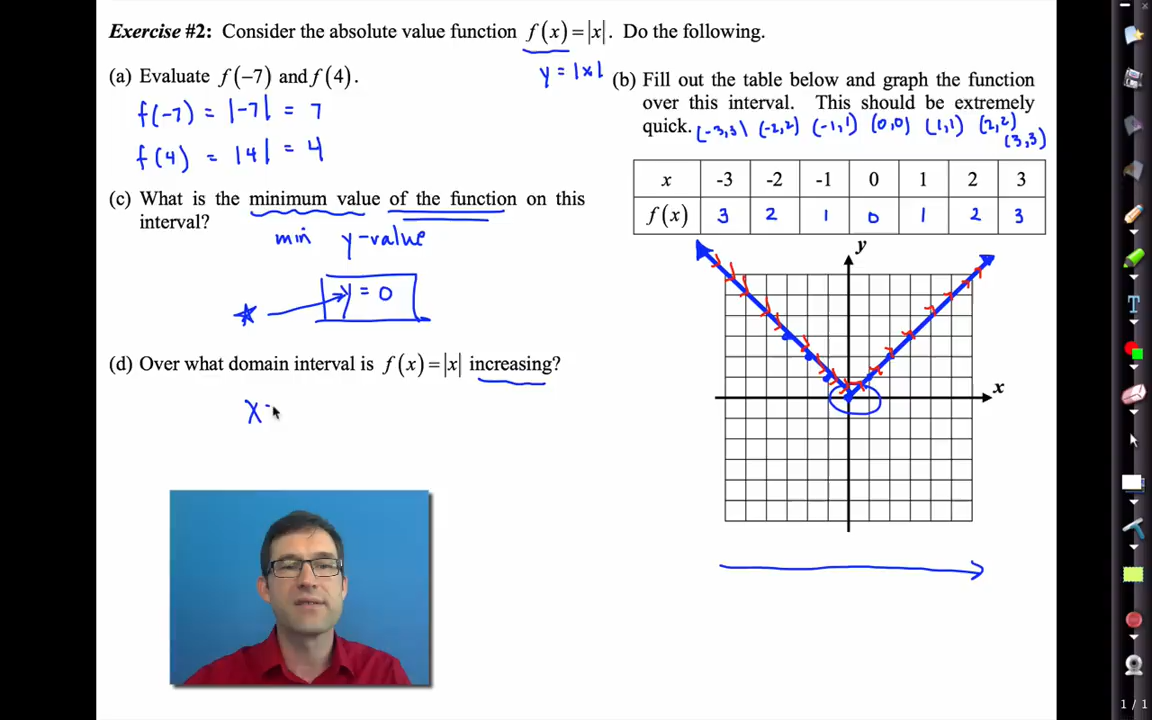 Exercise #2: Consider the absolute value function f(x) = |x|. Do the following.
(a) Evaluate f(−7) and f(4).
y = |x|
f(-7) = |-7| = 7
f(4) = |4| = 4
(b) Fill out the table below and graph the function
over this interval. This should be extremely
quick. (-3,3) (-2,2) (-1,1) (0,0) (1,1) (2,2)
(3,3)
x -3 -2 -1 0 1 2 3
f(x) 3 2 1 0 1 2 3
(c) What is the minimum value of the function on this
interval?
min y-value
y = 0
y
x
(d) Over what domain interval is f(x) = |x| increasing?
x
T
1 / 1